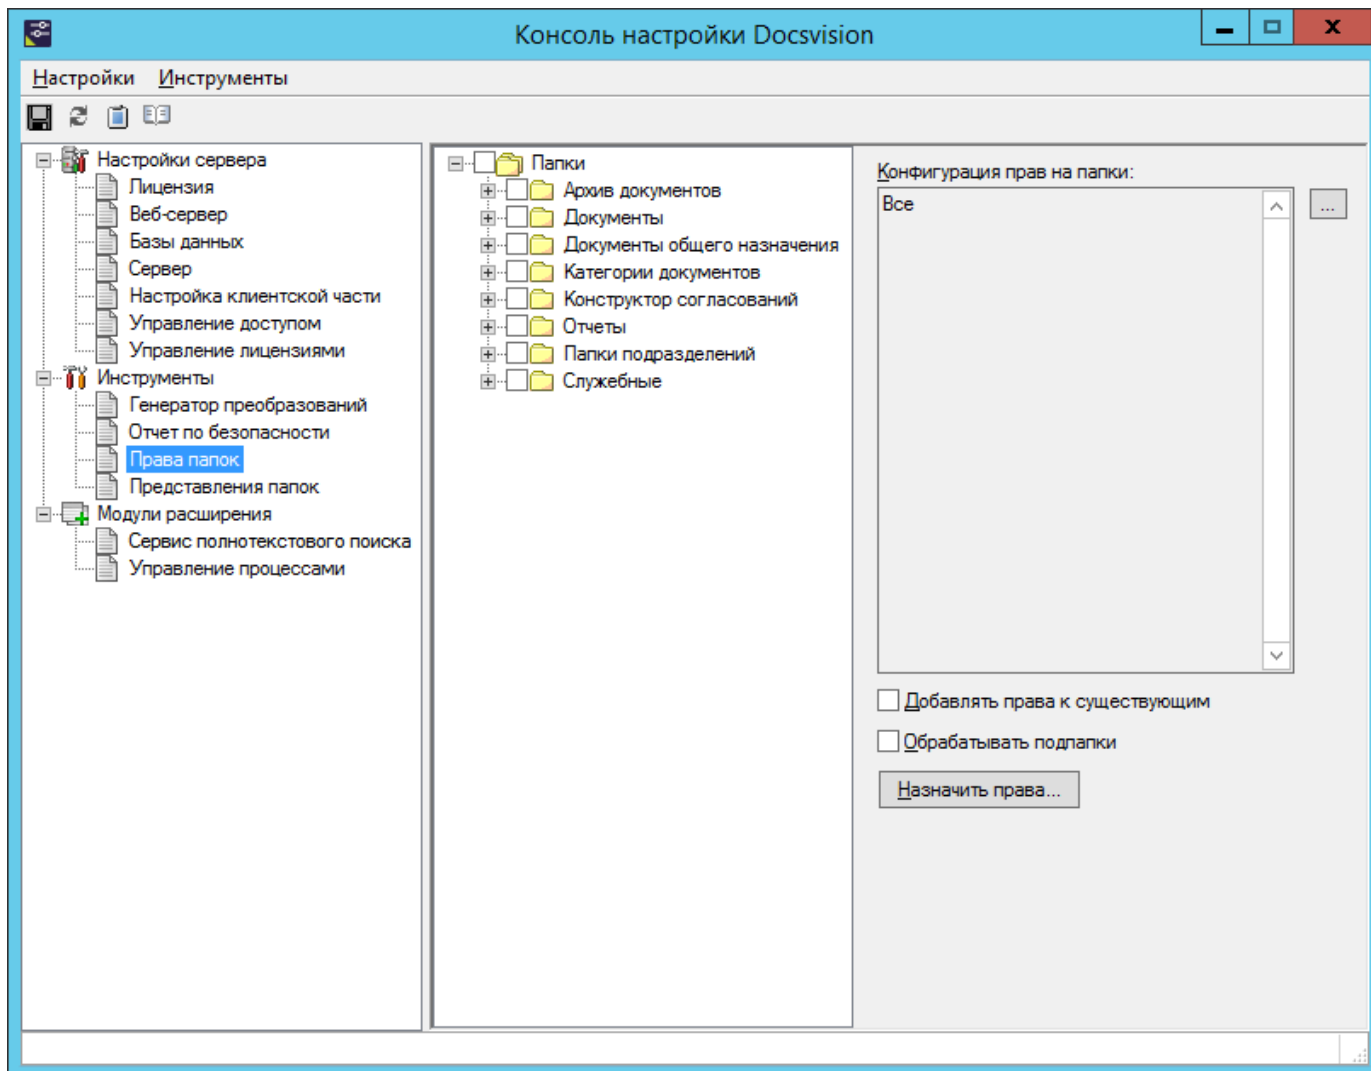 Консоль настройки Docsvision
Настройки Инструменты
Настройки сервера
Лицензия
Веб-сервер
Базы данных
Сервер
Настройка клиентской части
Управление доступом
Управление лицензиями
Инструменты
Генератор преобразований
Отчет по безопасности
Права папок
Представления папок
Модули расширения
Сервис полнотекстового поиска
Управление процессами
Папки
Архив документов
Документы
Документы общего назначения
Категории документов
Конструктор согласований
Отчеты
Папки подразделений
Служебные
Конфигурация прав на папки:
Все
...
Добавлять права к существующим
Обрабатывать подпапки
Назначить права...